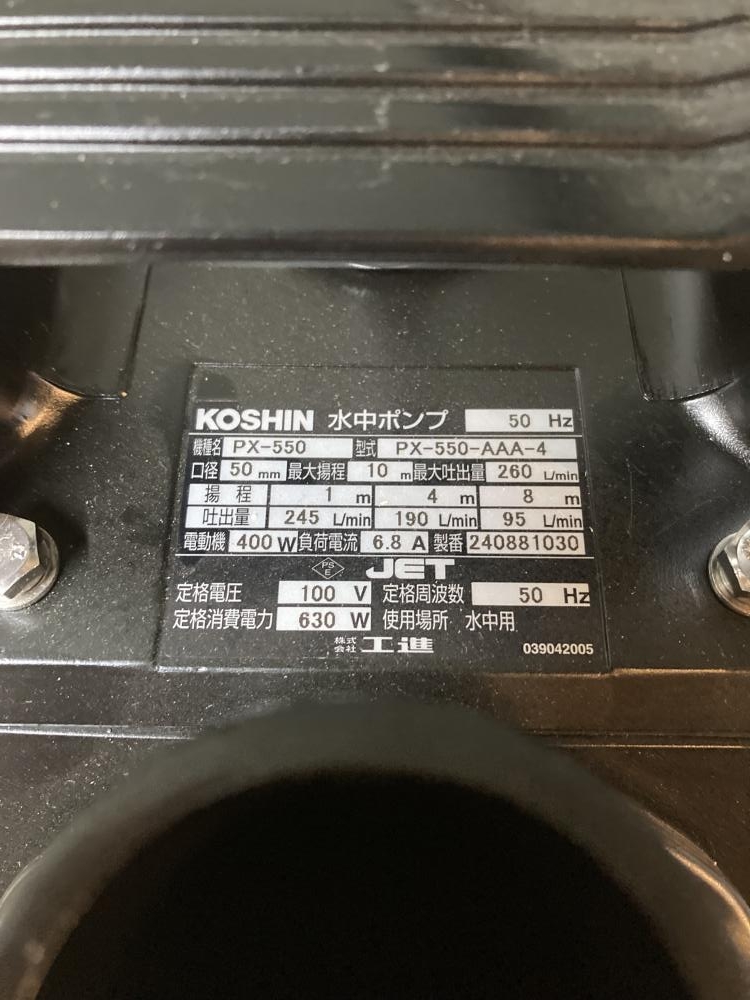 KOSHIN 水中ポンプ 50 Hz
機種名 PX-550 型式 PX-550-AAA-4
口径 50 mm 最大揚程 10 m 最大吐出量 260 L/min
揚程 1 m 4 m 8 m
吐出量 245 L/min 190 L/min 95 L/min
電動機 400 W 負荷電流 6.8 A 製番 240881030
PS E JET
定格電圧 100 V 定格周波数 50 Hz
定格消費電力 630 W 使用場所 水中用
株式会社 工進 039042005